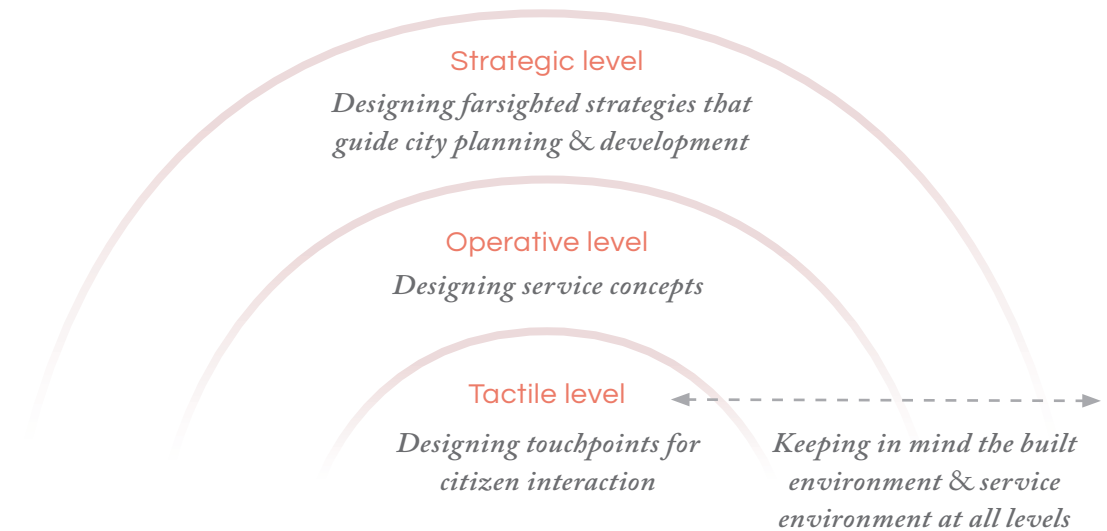 Strategic level
Designing farsighted strategies that
guide city planning & development
Operative level
Designing service concepts
Tactile level
Designing touchpoints for
citizen interaction
Keeping in mind the built
environment & service
environment at all levels